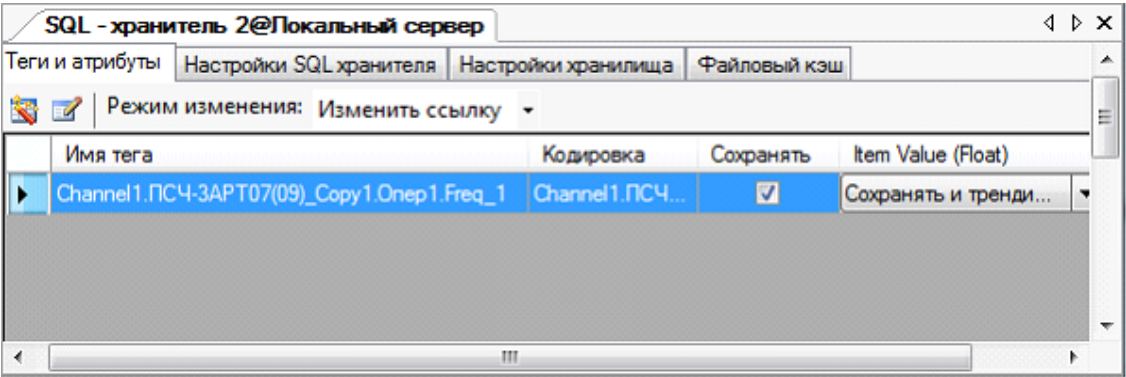 SQL - хранитель 2@Локальный сервер
Теги и атрибуты Настройки SQL хранителя Настройки хранилища Файловый кэш
Режим изменения: Изменить ссылку
Имя тега Кодировка Сохранять Item Value (Float)
Channel1.ПСЧ-3АРТ07(09)_Copy1.Опер1.Freq_1 Channel1.ПСЧ... Сохранять и тренди...